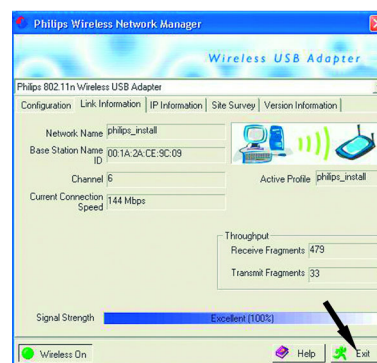 Philips Wireless Network Manager
Wireless USB Adapter
Philips 802.11n Wireless USB Adapter
Configuration Link Information IP Information Site Survey Version Information
Network Name philips_install
Base Station Name ID 00:1A:2A:CE:9C:09
Channel 6
Active Profile philips_install
Current Connection Speed 144 Mbps
Throughput
Receive Fragments 479
Transmit Fragments 33
Signal Strength Excellent (100%)
Wireless On Help Exit